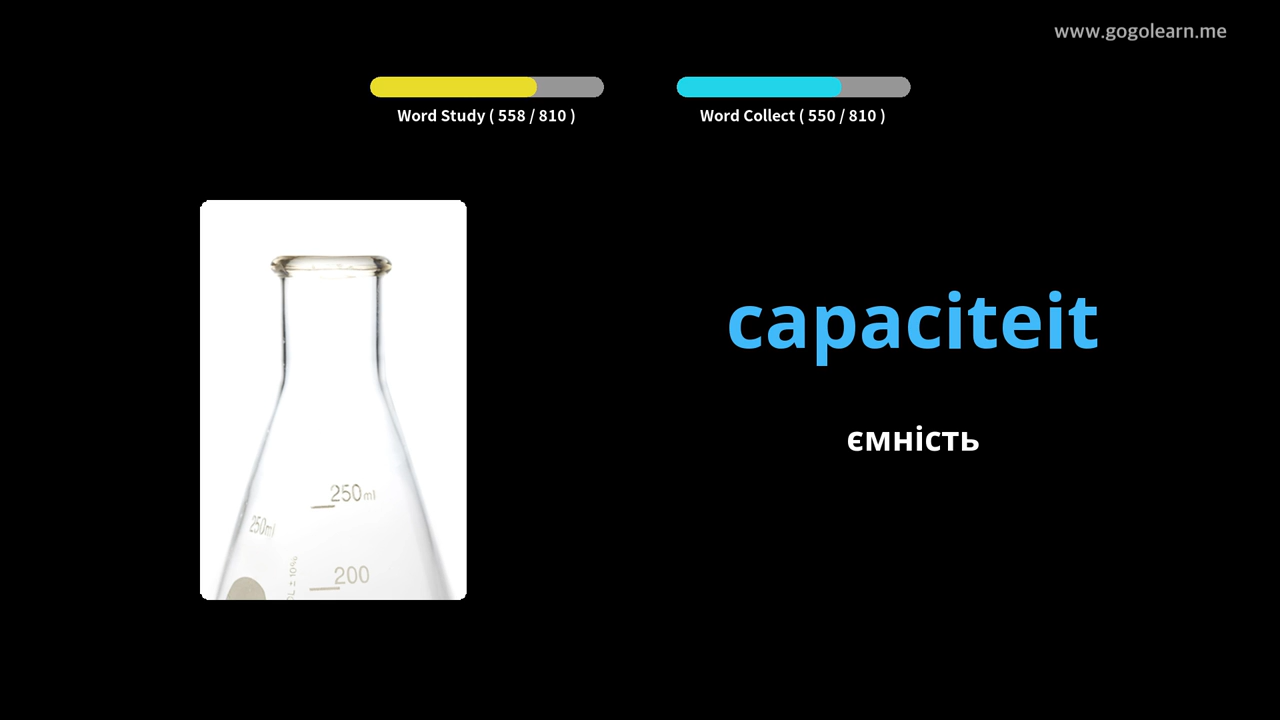 www.gogolearn.me
Word Study ( 558 / 810 )
Word Collect ( 550 / 810 )
capaciteit
ємність
250ml
250ml
200